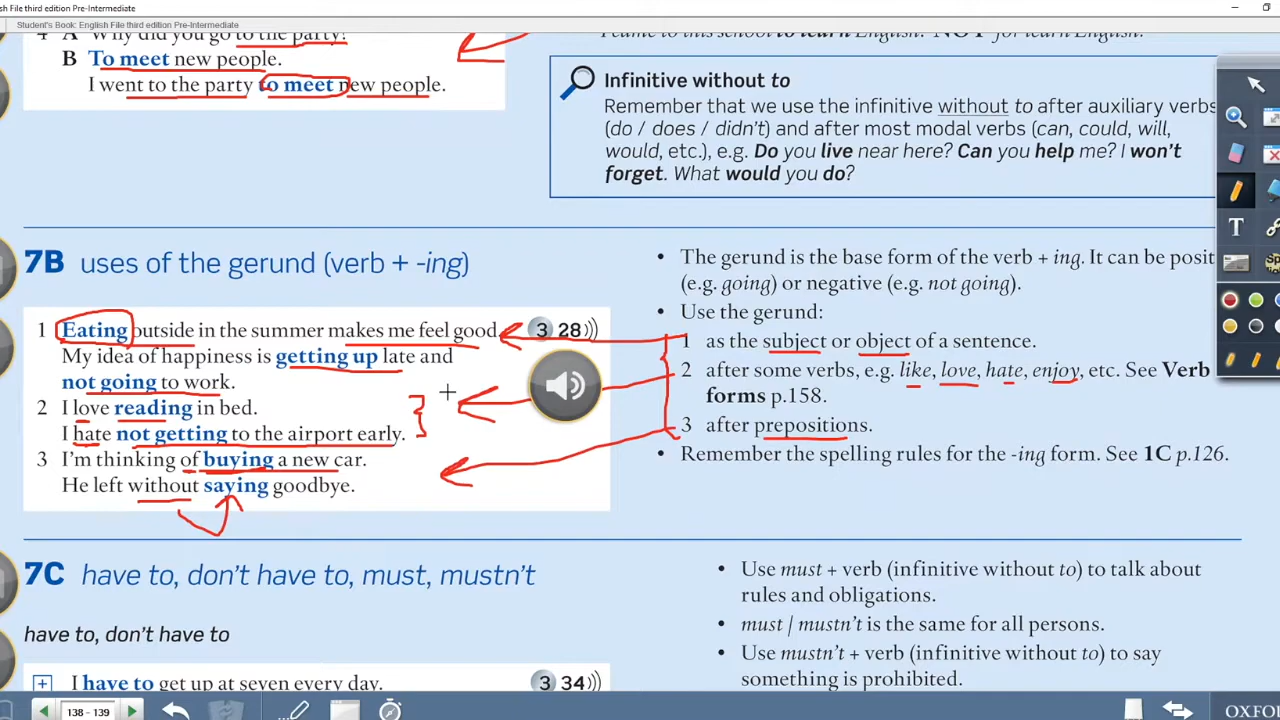 English File third edition Pre-Intermediate
Student's Book: English File third edition Pre-Intermediate
4 A Why did you go to the party?
B To meet new people.
I went to the party to meet new people.
I came to this school to learn English. NOT for learn English.
Infinitive without to
Remember that we use the infinitive without to after auxiliary verbs
(do / does / didn't) and after most modal verbs (can, could, will,
would, etc.), e.g. Do you live near here? Can you help me? I won't
forget. What would you do?
7B uses of the gerund (verb + -ing)
1 Eating outside in the summer makes me feel good.
My idea of happiness is getting up late and
not going to work.
2 I love reading in bed.
I hate not getting to the airport early.
3 I'm thinking of buying a new car.
He left without saying goodbye.
3 28
• The gerund is the base form of the verb + ing. It can be posit
(e.g. going) or negative (e.g. not going).
• Use the gerund:
1 as the subject or object of a sentence.
2 after some verbs, e.g. like, love, hate, enjoy, etc. See Verb
forms p.158.
3 after prepositions.
• Remember the spelling rules for the -ing form. See 1C p.126.
7C have to, don't have to, must, mustn't
have to, don't have to
+ I have to get up at seven every day.
3 34
• Use must + verb (infinitive without to) to talk about
rules and obligations.
• must / mustn't is the same for all persons.
• Use mustn't + verb (infinitive without to) to say
something is prohibited.
T
138 - 139
OXFO